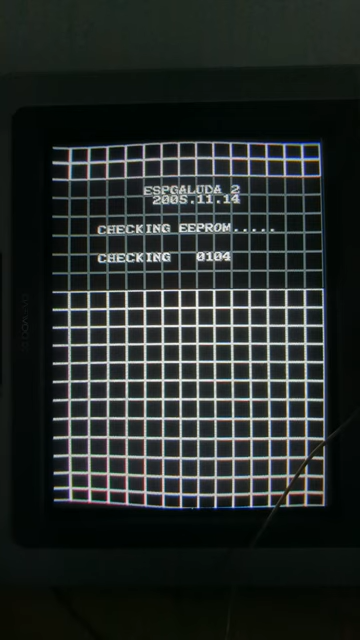 ESPGALUDA 2
2005.11.14
CHECKING EEPROM.....
CHECKING 0104